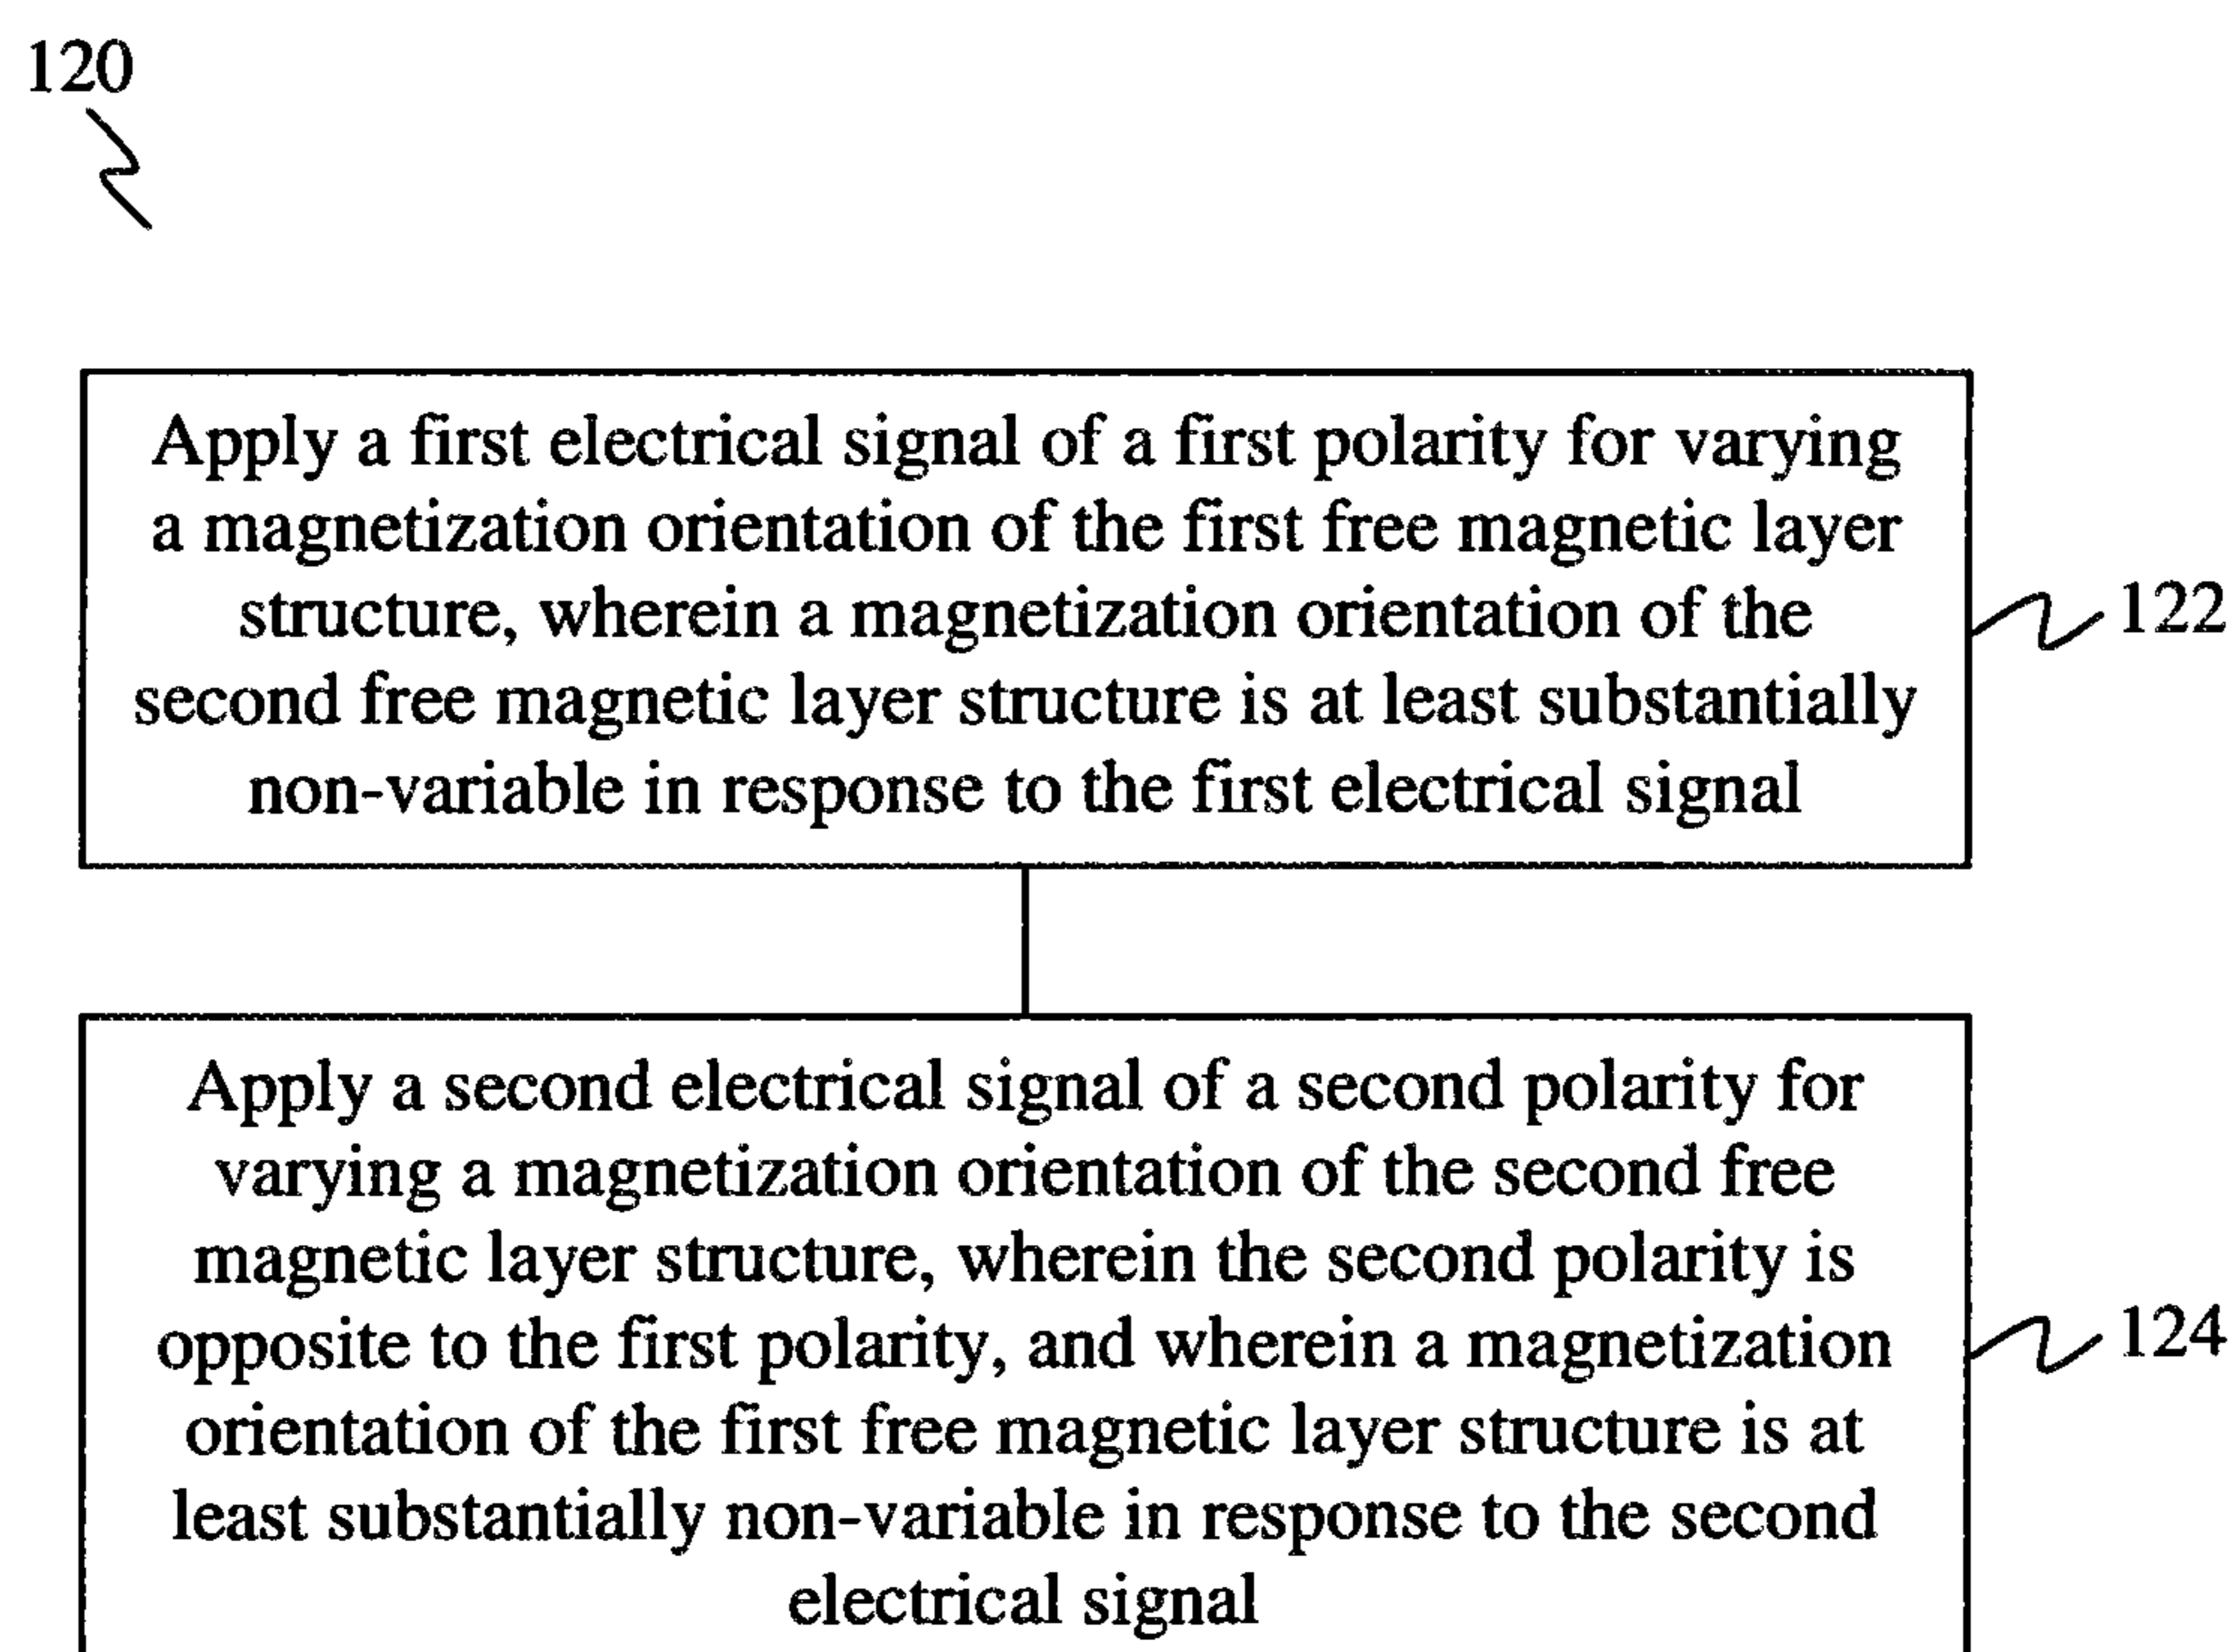 120
Apply a first electrical signal of a first polarity for varying
a magnetization orientation of the first free magnetic layer
structure, wherein a magnetization orientation of the
second free magnetic layer structure is at least substantially
non-variable in response to the first electrical signal
122
Apply a second electrical signal of a second polarity for
varying a magnetization orientation of the second free
magnetic layer structure, wherein the second polarity is
opposite to the first polarity, and wherein a magnetization
orientation of the first free magnetic layer structure is at
least substantially non-variable in response to the second
electrical signal
124